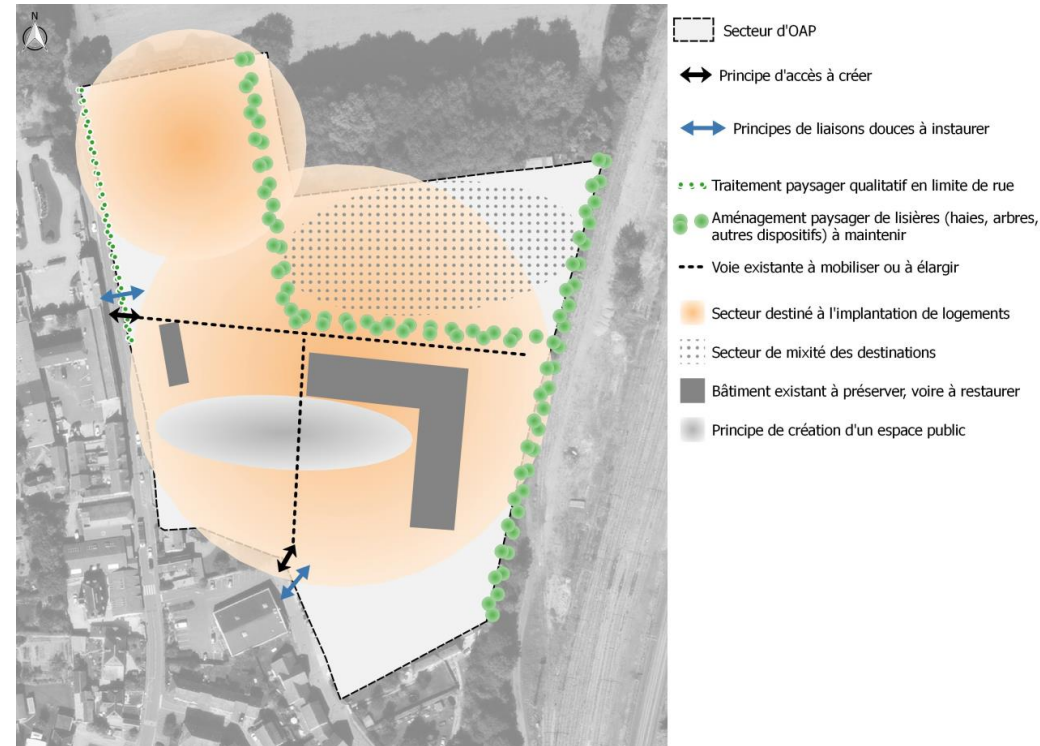 N
Secteur d'OAP
Principe d'accès à créer
Principes de liaisons douces à instaurer
Traitement paysager qualitatif en limite de rue
Aménagement paysager de lisières (haies, arbres,
autres dispositifs) à maintenir
Voie existante à mobiliser ou à élargir
Secteur destiné à l'implantation de logements
Secteur de mixité des destinations
Bâtiment existant à préserver, voire à restaurer
Principe de création d'un espace public